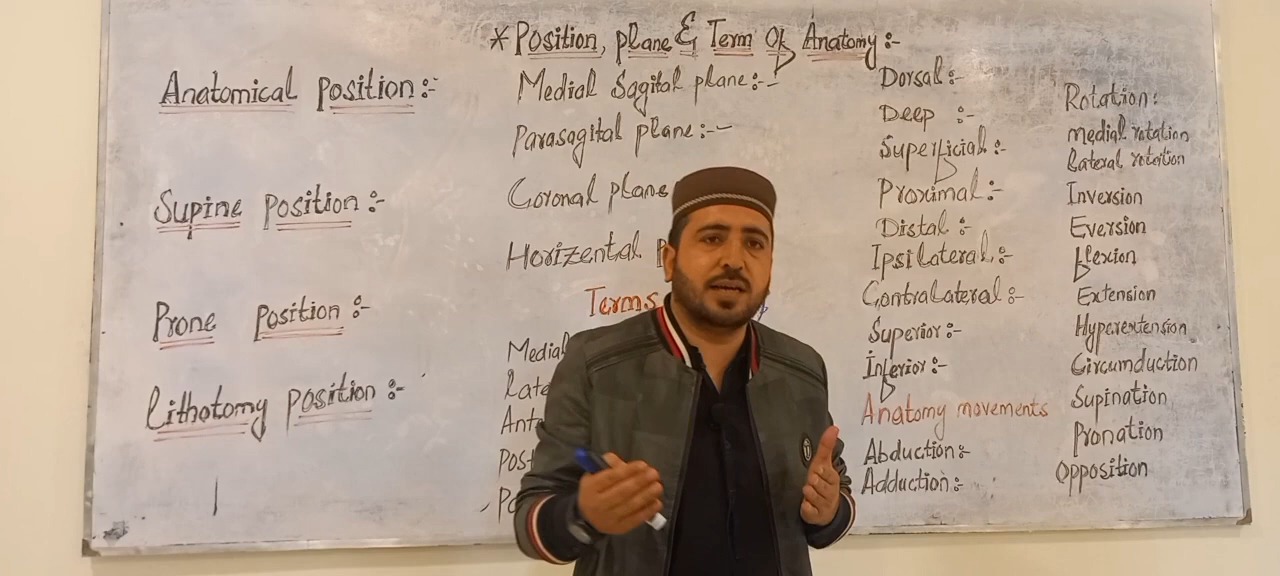 * Position, plane & Term Of Anatomy :-
Anatomical position :-
Supine position :-
Prone position :-
Lithotomy position :-
Medial Sagital plane :-
Parasagital plane :-
Coronal plane
Horizental
Terms
Medial
Dorsal :-
Deep :-
Superficial :-
Proximal :-
Distal :-
Ipsilateral :-
Contralateral :-
Superior :-
Inferior :-
Anatomy movements
Abduction :-
Adduction :-
Rotation :
medial rotation
lateral rotation
Inversion
Eversion
flexion
Extension
Hyperextension
Circumduction
Supination
Pronation
Opposition